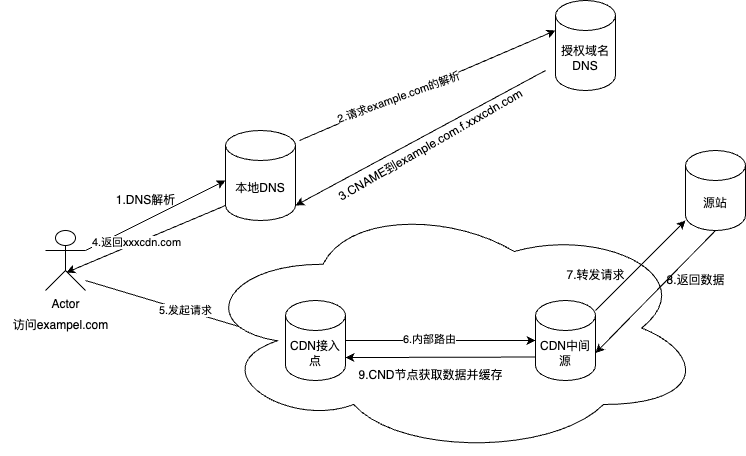 授权域名
DNS
2.请求example.com的解析
3.CNAME到example.com.f.xxxcdn.com
本地DNS
1.DNS解析
源站
4.返回xxxcdn.com
7.转发请求
8.返回数据
Actor
访问exampel.com
5.发起请求
CDN接入
点
6.内部路由
CDN中间
源
9.CND节点获取数据并缓存